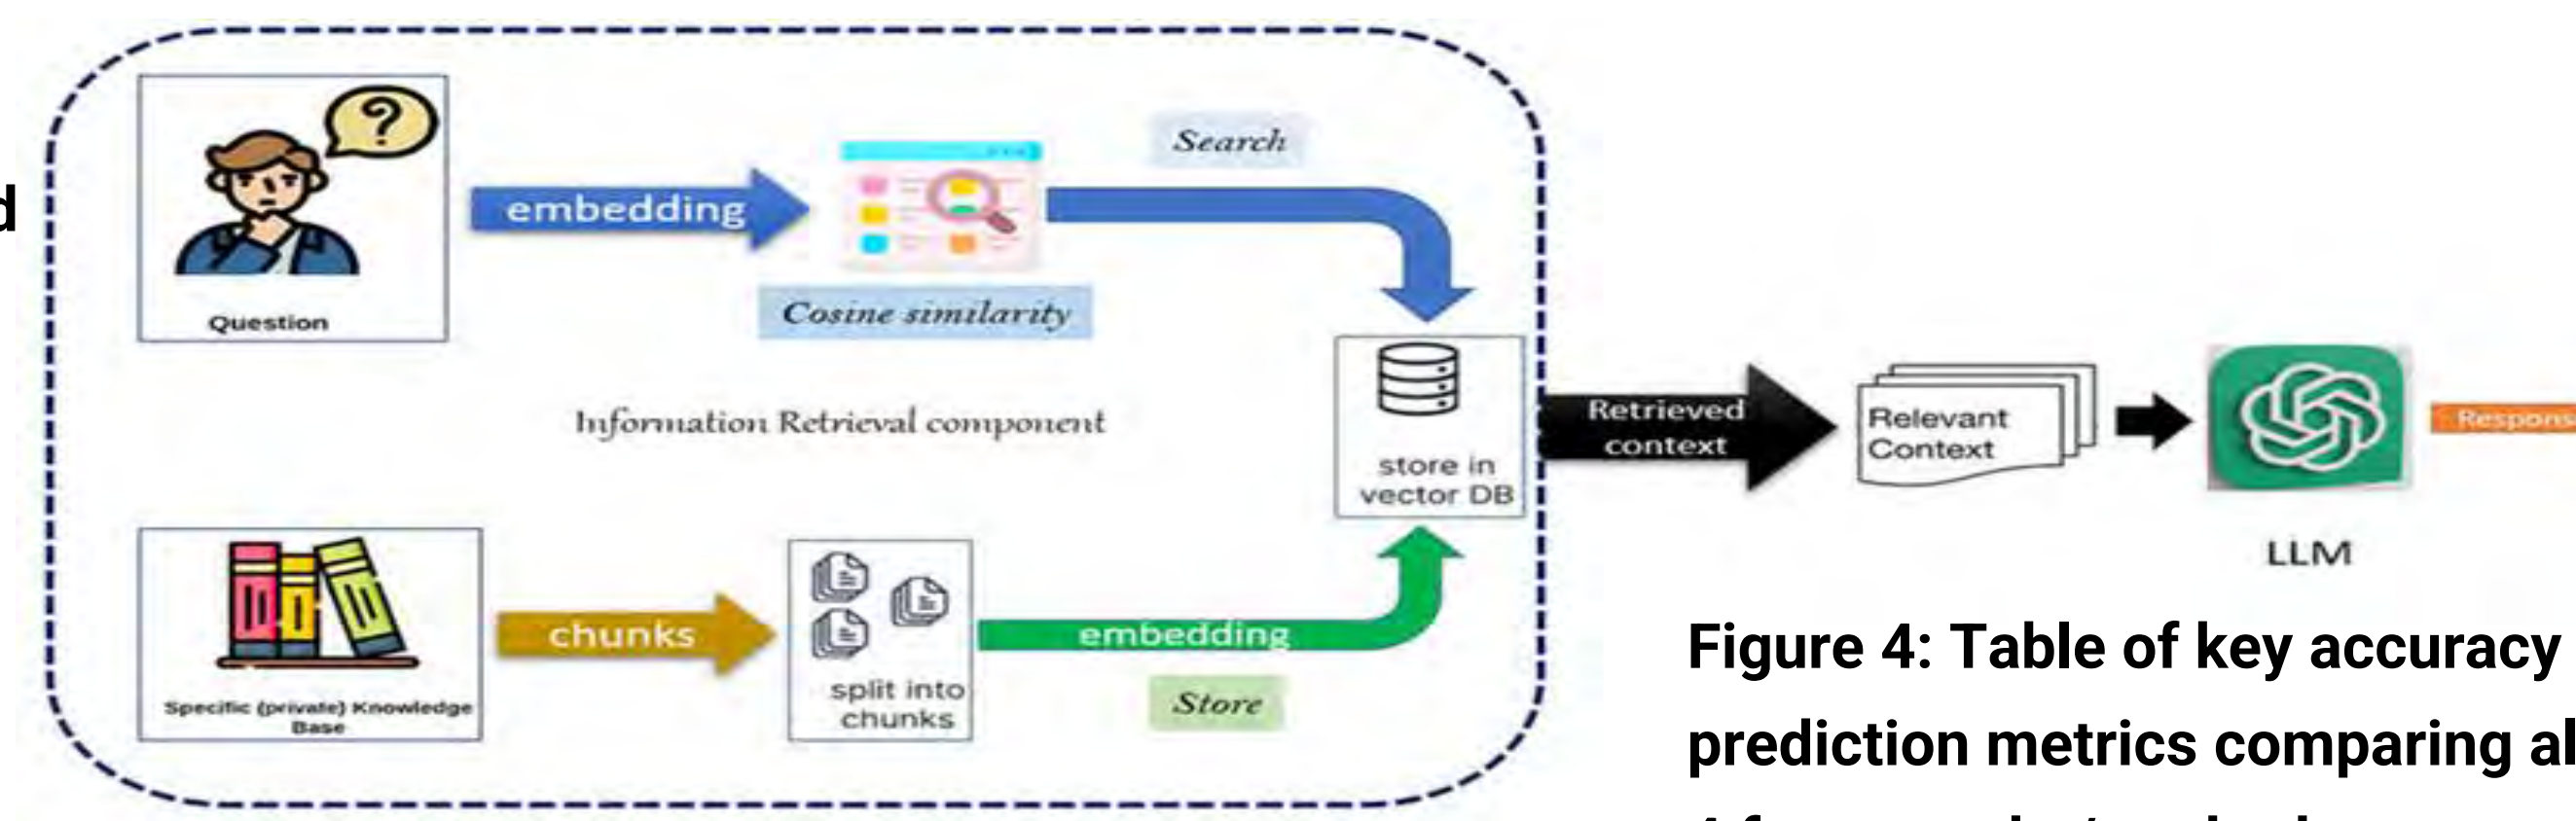 d
Question
embedding
Cosine similarity
Search
Information Retrieval component
store in
vector DB
Specific (private) Knowledge
Base
chunks
split into
chunks
embedding
Store
Retrieved
context
Relevant
Context
LLM
Respons
Figure 4: Table of key accuracy
prediction metrics comparing al